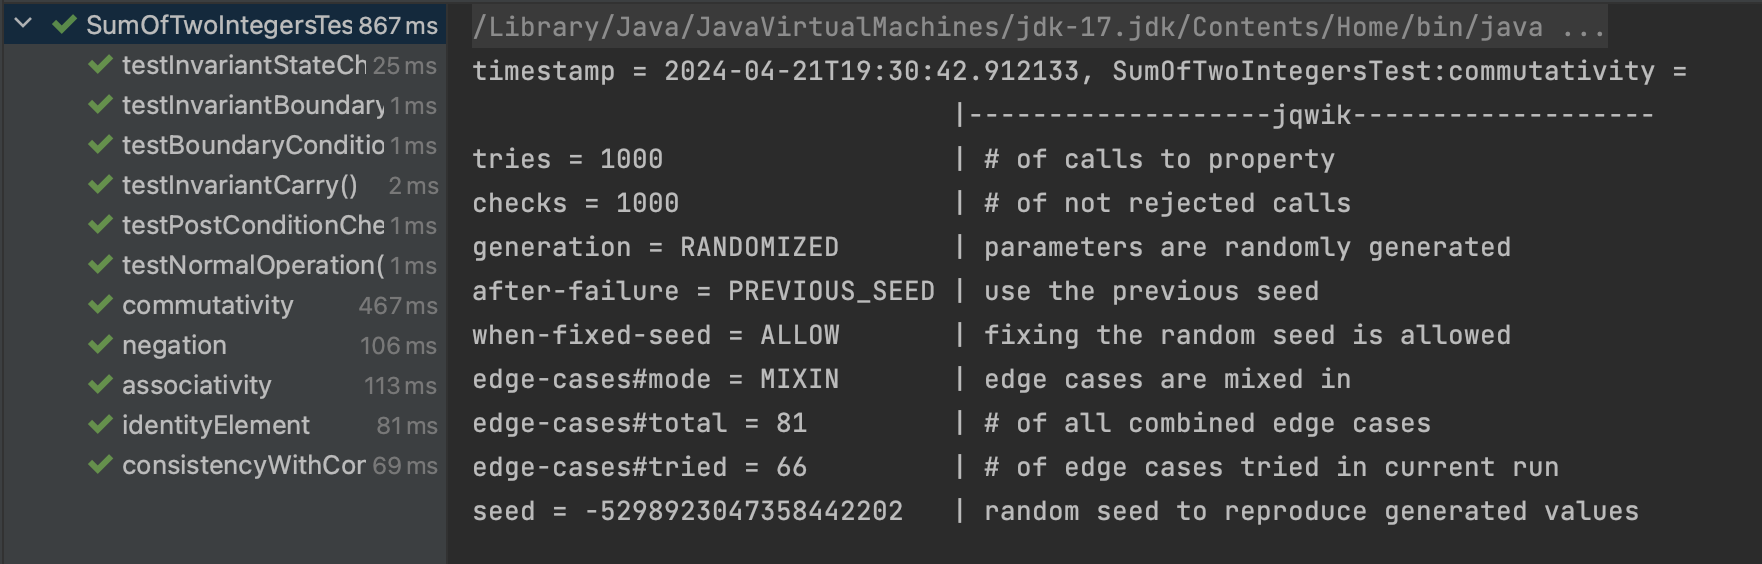 SumOfTwoIntegersTes 867 ms
testInvariantStateCh 25 ms
testInvariantBoundary 1 ms
testBoundaryConditio 1 ms
testInvariantCarry() 2 ms
testPostConditionChe 1 ms
testNormalOperation( 1 ms
commutativity 467 ms
negation 106 ms
associativity 113 ms
identityElement 81 ms
consistencyWithCor 69 ms
/Library/Java/JavaVirtualMachines/jdk-17.jdk/Contents/Home/bin/java ...
timestamp = 2024-04-21T19:30:42.912133, SumOfTwoIntegersTest:commutativity =
|-------------------jqwik-------------------
tries = 1000 | # of calls to property
checks = 1000 | # of not rejected calls
generation = RANDOMIZED | parameters are randomly generated
after-failure = PREVIOUS_SEED | use the previous seed
when-fixed-seed = ALLOW | fixing the random seed is allowed
edge-cases#mode = MIXIN | edge cases are mixed in
edge-cases#total = 81 | # of all combined edge cases
edge-cases#tried = 66 | # of edge cases tried in current run
seed = -5298923047358442202 | random seed to reproduce generated values